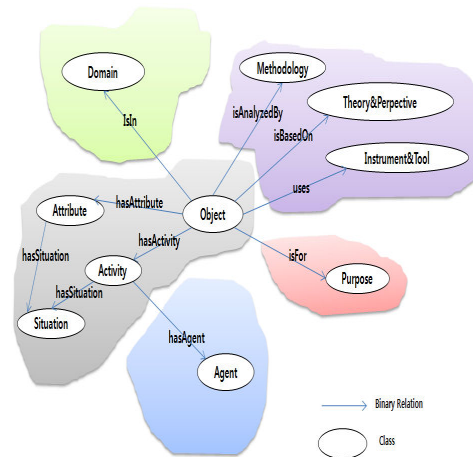 Domain
Methodology
Theory&Perpective
isAnalyzedBy
IsIn
isBasedOn
Instrument&Tool
uses
hasAttribute
Attribute
Object
hasActivity
hasSituation
isFor
Activity
Purpose
hasSituation
Situation
hasAgent
Agent
Binary Relation
Class